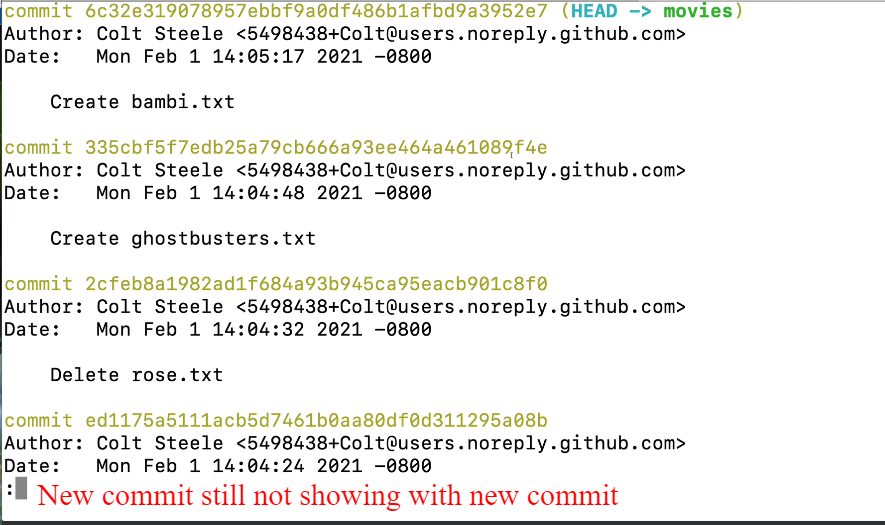 commit 6c32e319078957ebbf9a0df486b1afbd9a3952e7 (HEAD -> movies)
Author: Colt Steele <5498438+Colt@users.noreply.github.com>
Date:   Mon Feb 1 14:05:17 2021 -0800
Create bambi.txt
commit 335cbf5f7edb25a79cb666a93ee464a461089f4e
Author: Colt Steele <5498438+Colt@users.noreply.github.com>
Date:   Mon Feb 1 14:04:48 2021 -0800
Create ghostbusters.txt
commit 2cfeb8a1982ad1f684a93b945ca95eacb901c8f0
Author: Colt Steele <5498438+Colt@users.noreply.github.com>
Date:   Mon Feb 1 14:04:32 2021 -0800
Delete rose.txt
commit ed1175a5111acb5d7461b0aa80df0d311295a08b
Author: Colt Steele <5498438+Colt@users.noreply.github.com>
Date:   Mon Feb 1 14:04:24 2021 -0800
: New commit still not showing with new commit